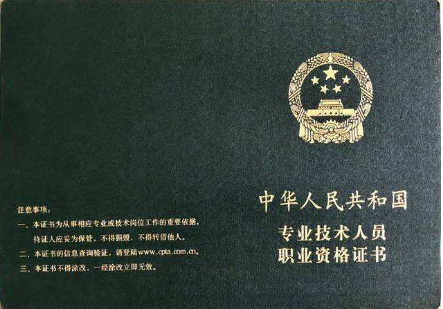 中华人民共和国
专业技术人员
职业资格证书
注意事项:
一、本证书为从事相应专业或技术岗位工作的重要依据,
持证人应妥为保管,不得损毁、不得转借他人。
二、本证书的信息查询验证,请登陆www.cpta.com.cn。
三、本证书不得涂改,一经涂改立即无效。